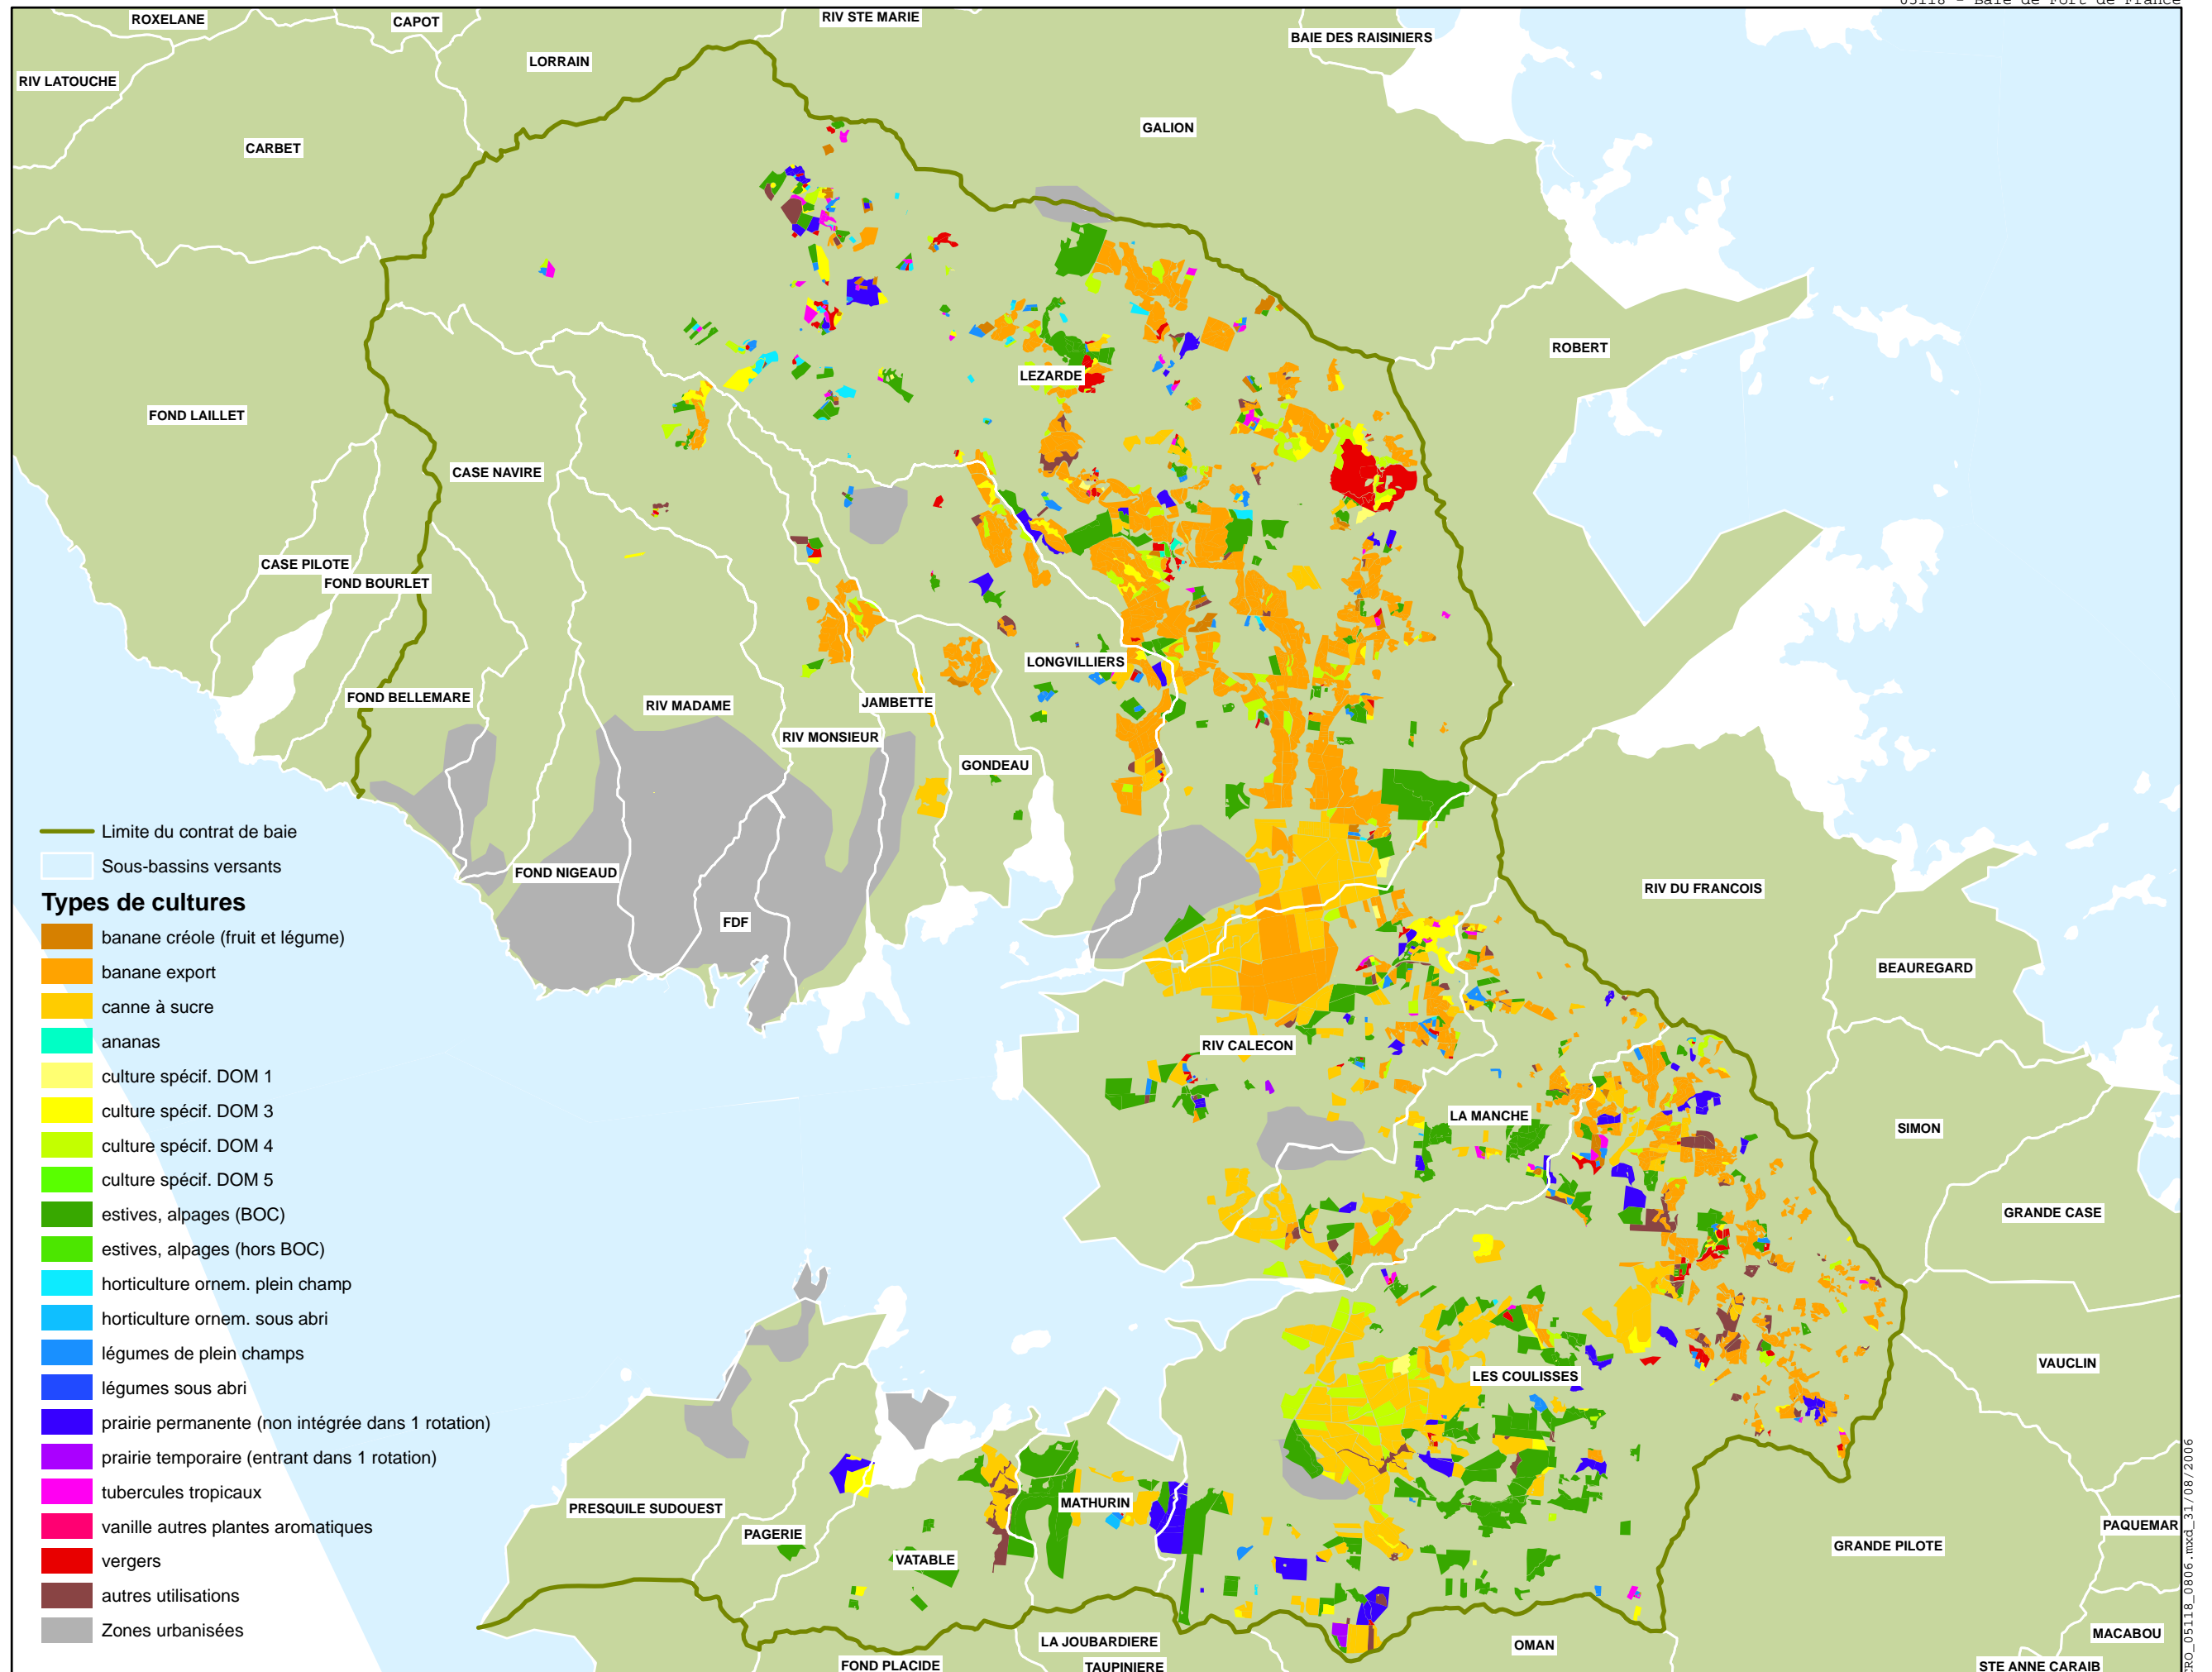 05118 - Baie de Fort de France
ROXELANE
CAPOT
RIV STE MARIE
BAIE DES RAISINIERS
LORRAIN
RIV LATOUCHE
GALION
CARBET
ROBERT
LEZARDE
FOND LAILLET
CASE NAVIRE
CASE PILOTE
FOND BOURLET
LONGVILLIERS
FOND BELLEMARE
RIV MADAME
JAMBETTE
RIV MONSIEUR
GONDEAU
FOND NIGEAUD
RIV DU FRANCOIS
FDF
BEAUREGARD
RIV CALECON
LA MANCHE
SIMON
GRANDE CASE
VAUCLIN
LES COULISSES
MATHURIN
PRESQUILE SUDOUEST
PAGERIE
PAQUEMAR
GRANDE PILOTE
VATABLE
MACABOU
LA JOUBARDIERE
OMAN
FOND PLACIDE
TAUPINIERE
STE ANNE CARAIB
Limite du contrat de baie
Sous-bassins versants
Types de cultures
banane créole (fruit et légume)
banane export
canne à sucre
ananas
culture spécif. DOM 1
culture spécif. DOM 3
culture spécif. DOM 4
culture spécif. DOM 5
estives, alpages (BOC)
estives, alpages (hors BOC)
horticulture ornem. plein champ
horticulture ornem. sous abri
légumes de plein champs
légumes sous abri
prairie permanente (non intégrée dans 1 rotation)
prairie temporaire (entrant dans 1 rotation)
tubercules tropicaux
vanille autres plantes aromatiques
vergers
autres utilisations
Zones urbanisées
CRO_05118_0806.mxd_31/08/2006